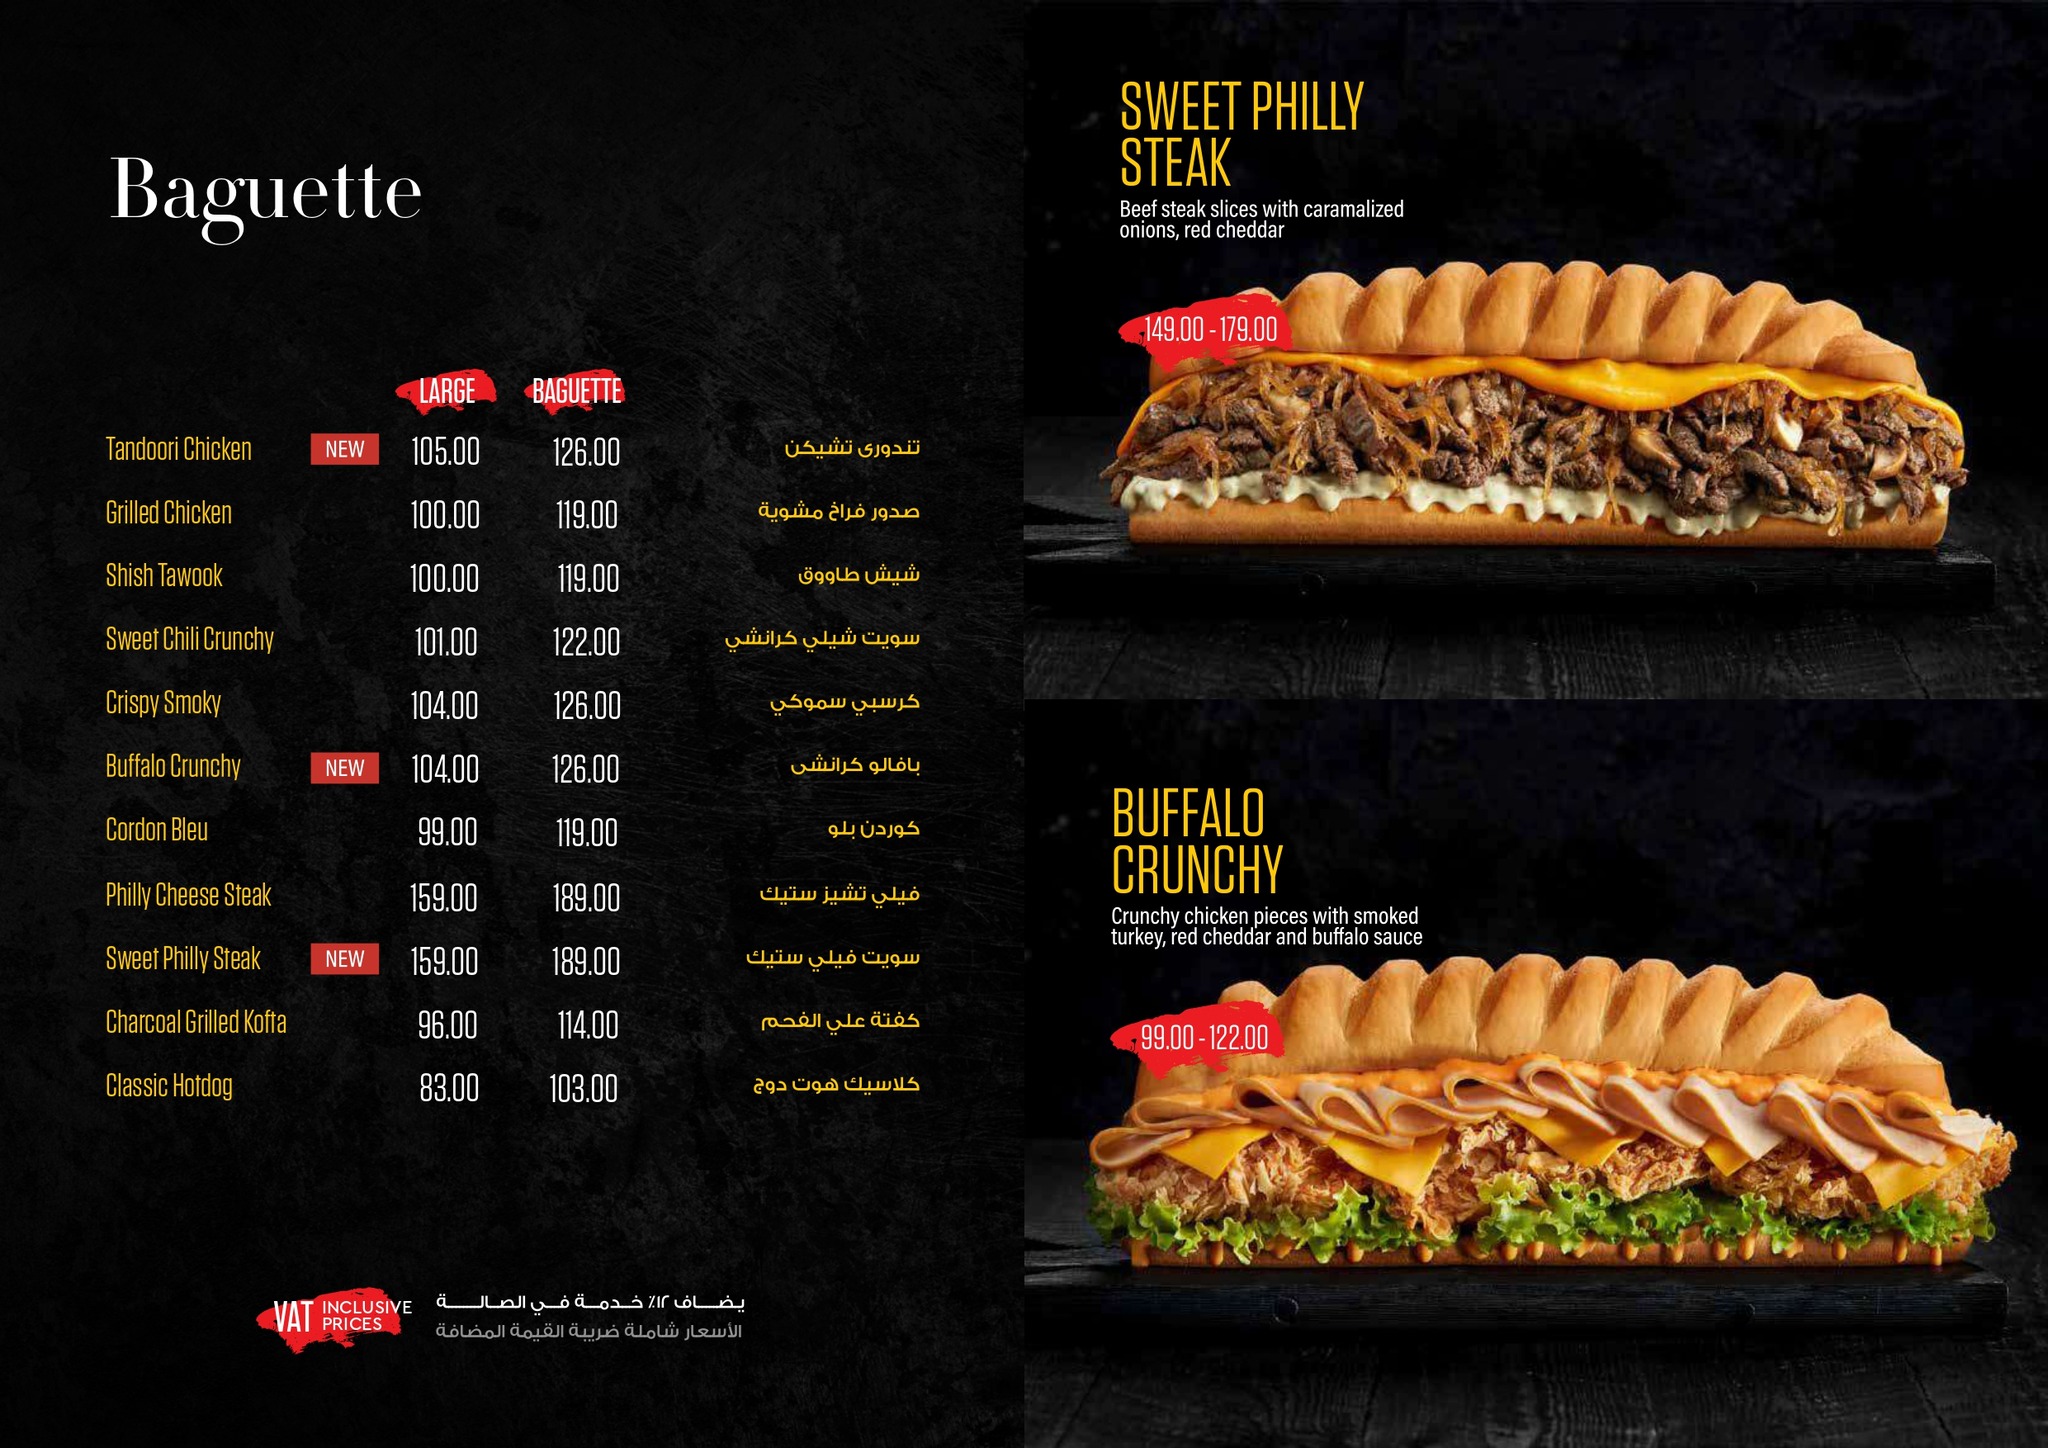 Baguette
LARGE BAGUETTE
Tandoori Chicken NEW 105.00 126.00 تندورى تشيكن
Grilled Chicken 100.00 119.00 صدور فراخ مشوية
Shish Tawook 100.00 119.00 شيش طاووق
Sweet Chili Crunchy 101.00 122.00 سويت شيلي كرانشي
Crispy Smoky 104.00 126.00 كرسبي سموكي
Buffalo Crunchy NEW 104.00 126.00 بافالو كرانشى
Cordon Bleu 99.00 119.00 كوردن بلو
Philly Cheese Steak 159.00 189.00 فيلي تشيز ستيك
Sweet Philly Steak NEW 159.00 189.00 سويت فيلي ستيك
Charcoal Grilled Kofta 96.00 114.00 كفتة علي الفحم
Classic Hotdog 83.00 103.00 كلاسيك هوت دوج
VAT INCLUSIVE
PRICES
يضــاف ١٢٪ خـدمـة فـي الصـالــة
الأسعار شاملة ضريبة القيمة المضافة
SWEET PHILLY
STEAK
Beef steak slices with caramalized
onions, red cheddar
149.00 - 179.00
BUFFALO
CRUNCHY
Crunchy chicken pieces with smoked
turkey, red cheddar and buffalo sauce
99.00 - 122.00